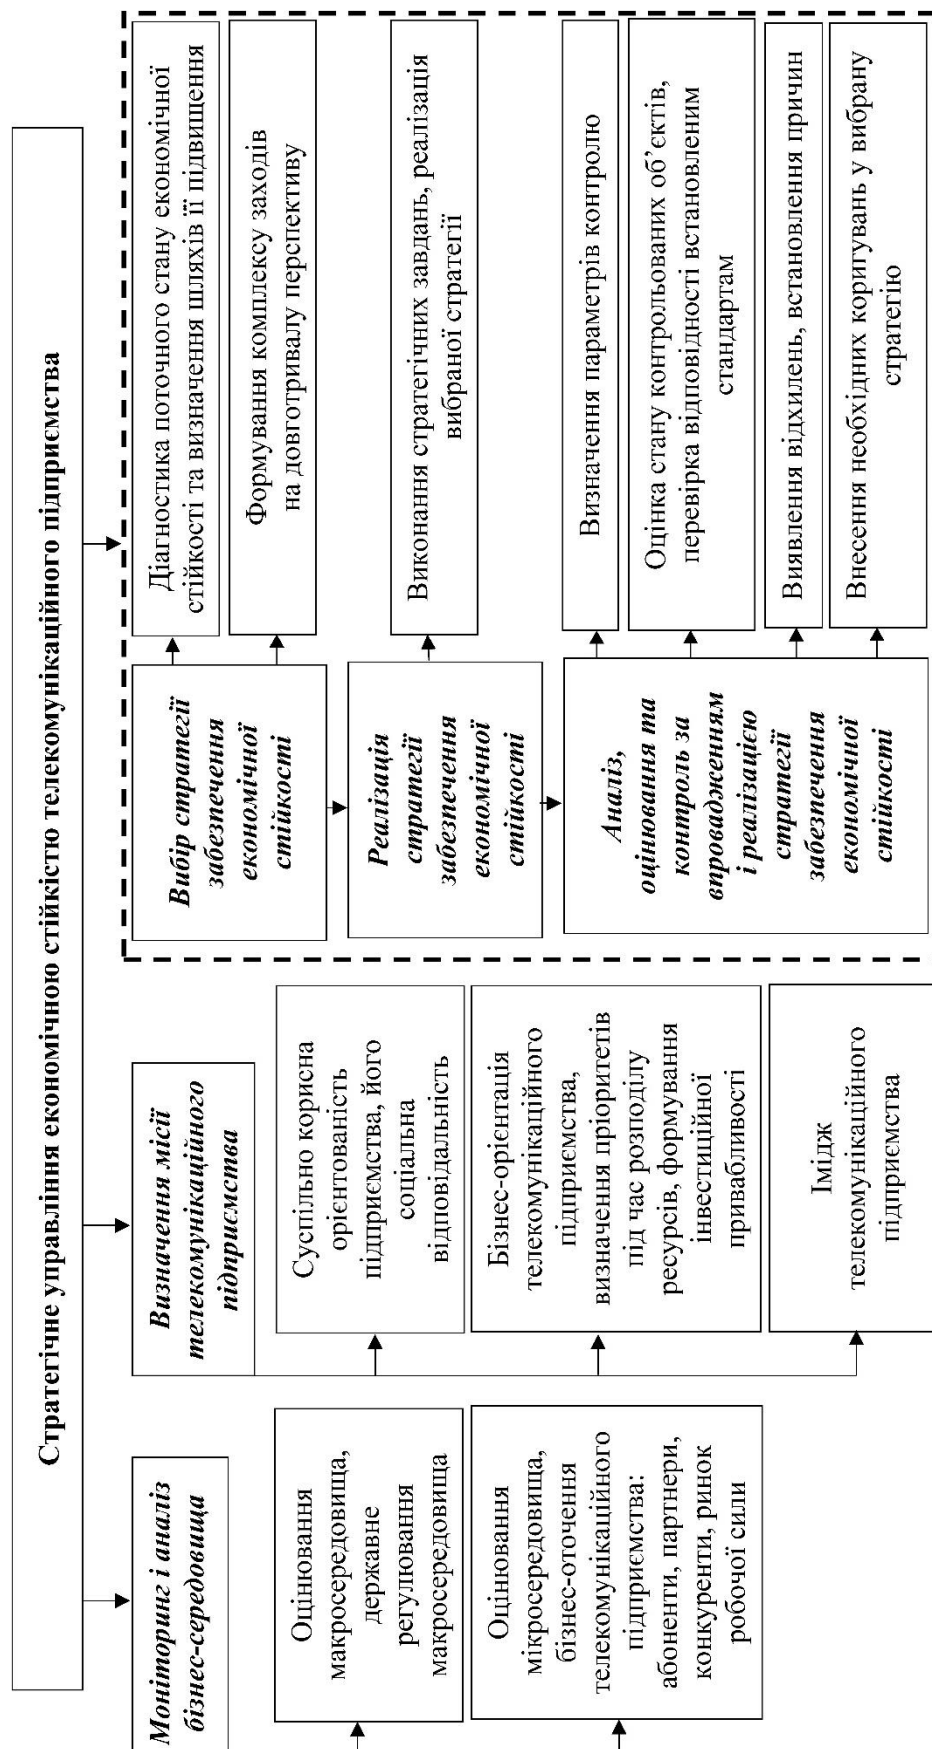 Стратегічне управління економічною стійкістю телекомунікаційного підприємства
Моніторинг і аналіз
бізнес-середовища
Оцінювання
макросередовища,
державне
регулювання
макросередовища
Оцінювання
мікросередовища,
бізнес-оточення
телекомунікаційного
підприємства:
абоненти, партнери,
конкуренти, ринок
робочої сили
Визначення місії
телекомунікаційного
підприємства
Суспільно корисна
орієнтованість
підприємства, його
соціальна
відповідальність
Бізнес-орієнтація
телекомунікаційного
підприємства,
визначення пріоритетів
під час розподілу
ресурсів, формування
інвестиційної
привабливості
Імідж
телекомунікаційного
підприємства
Вибір стратегії
забезпечення
економічної
стійкості
Діагностика поточного стану економічної
стійкості та визначення шляхів її підвищення
Формування комплексу заходів
на довготривалу перспективу
Реалізація
стратегії
забезпечення
економічної
стійкості
Виконання стратегічних завдань, реалізація
вибраної стратегії
Аналіз,
оцінювання та
контроль за
впровадженням
і реалізацією
стратегії
забезпечення
економічної
стійкості
Визначення параметрів контролю
Оцінка стану контрольованих об’єктів,
перевірка відповідності встановленим
стандартам
Виявлення відхилень, встановлення причин
Внесення необхідних коригувань у вибрану
стратегію